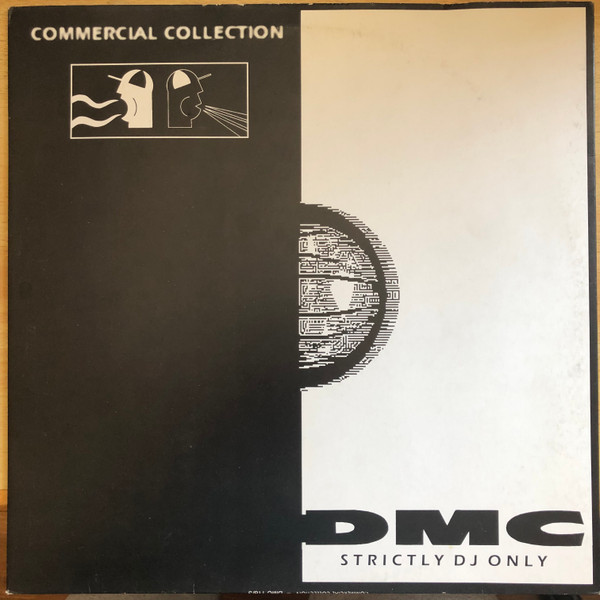 COMMERCIAL COLLECTION
DMC
STRICTLY DJ ONLY